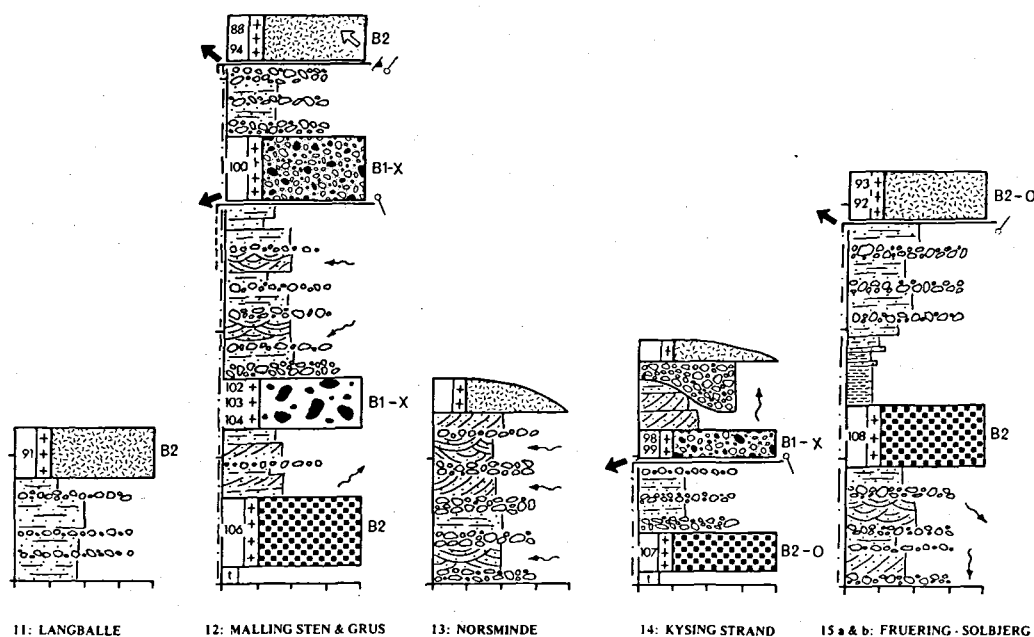 91
B2
11: LANGBALLE
88
94
B2
100
B1-X
102
103
104
B1-X
106
B2
t
12: MALLING STEN & GRUS
13: NORSMINDE
98
99
B1-X
107
B2-O
t
14: KYSING STRAND
93
92
B2-O
108
B2
15 a & b: FRUERING - SOLBJERG